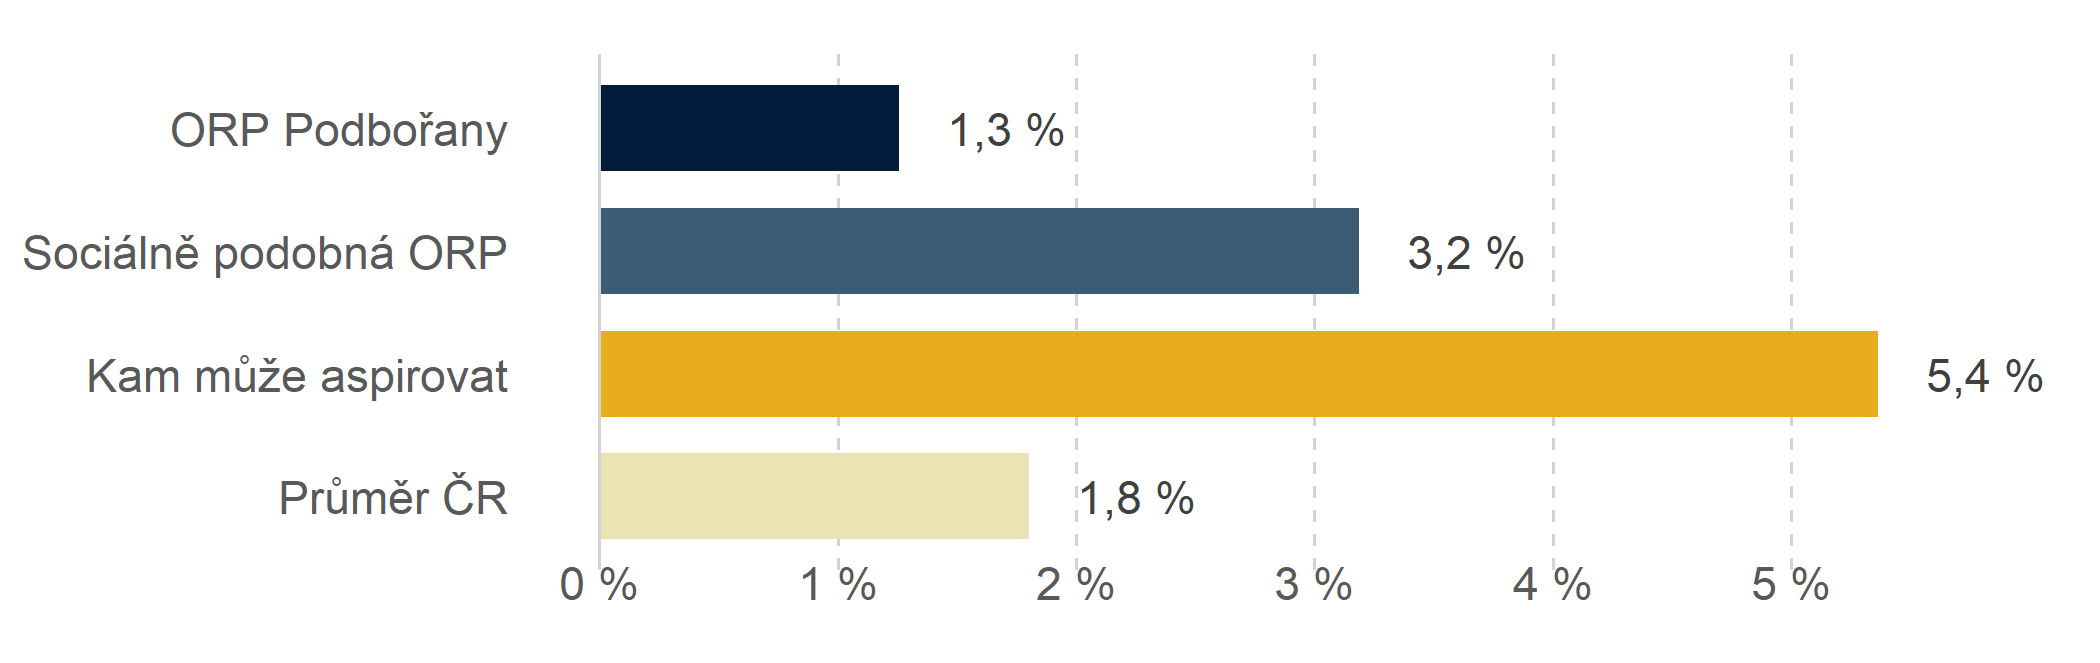 ORP Podbořany
1,3 %
Sociálně podobná ORP
3,2 %
Kam může aspirovat
5,4 %
Průměr ČR
1,8 %
0 % 1 % 2 % 3 % 4 % 5 %